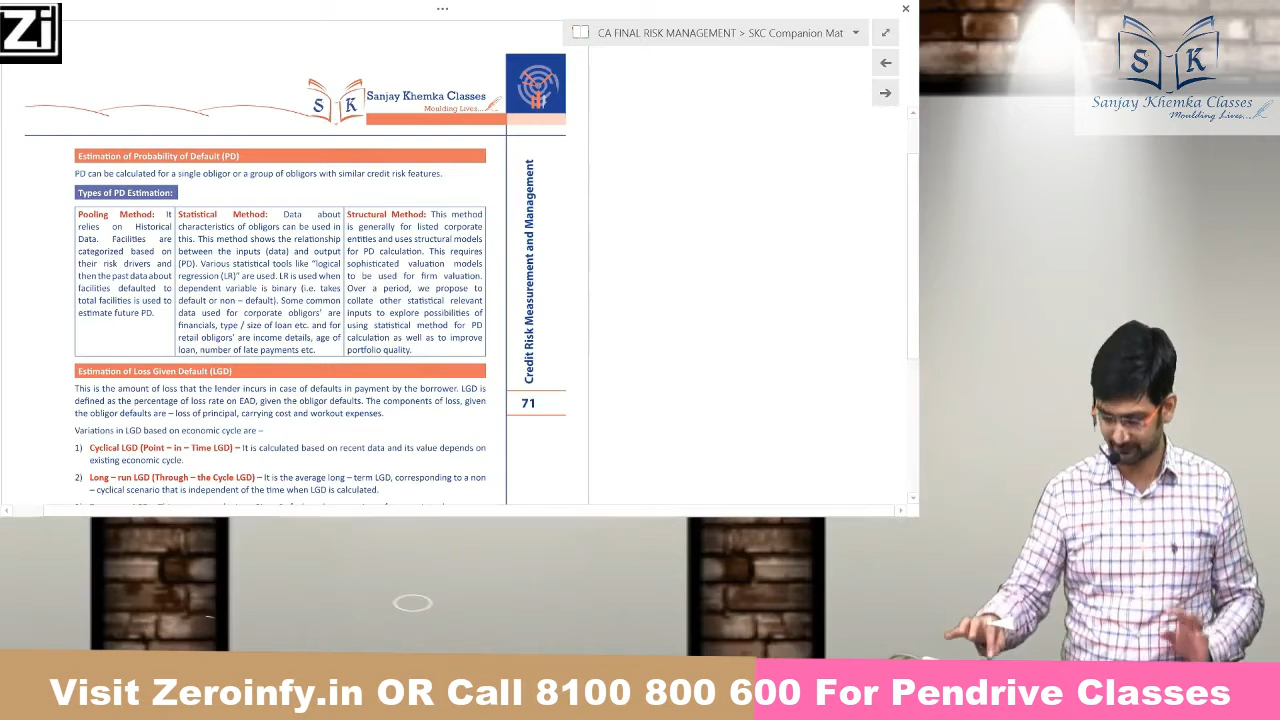 Zi
CA FINAL RISK MANAGEMENT > SKC Companion Mat
S K
Sanjay Khemka Classes
Moulding Lives...
S K
Sanjay Khemka Classes
Moulding Lives...
Estimation of Probability of Default (PD)
PD can be calculated for a single obligor or a group of obligors with similar credit risk features.
Types of PD Estimation:
Pooling Method: It
relies on Historical
Data. Facilities are
categorized based on
their risk drivers and
then the past data about
facilities defaulted to
total facilities is used to
estimate future PD.
Statistical Method: Data about
characteristics of obligors can be used in
this. This method shows the relationship
between the inputs (data) and output
(PD). Various statistical tools like “logical
regression (LR)” are used. LR is used when
dependent variable is binary (i.e. takes
default or non – default). Some common
data used for corporate obligors’ are
financials, type / size of loan etc. and for
retail obligors’ are income details, age of
loan, number of late payments etc.
Structural Method: This method
is generally for listed corporate
entities and uses structural models
for PD calculation. This requires
sophisticated valuation models
to be used for firm valuation.
Over a period, we propose to
collate other statistical relevant
inputs to explore possibilities of
using statistical method for PD
calculation as well as to improve
portfolio quality.
Credit Risk Measurement and Management
71
Estimation of Loss Given Default (LGD)
This is the amount of loss that the lender incurs in case of defaults in payment by the borrower. LGD is
defined as the percentage of loss rate on EAD, given the obligor defaults. The components of loss, given
the obligor defaults are – loss of principal, carrying cost and workout expenses.
Variations in LGD based on economic cycle are –
1) Cyclical LGD (Point – in – Time LGD) – It is calculated based on recent data and its value depends on
existing economic cycle.
2) Long – run LGD (Through – the Cycle LGD) – It is the average long – term LGD, corresponding to a non
– cyclical scenario that is independent of the time when LGD is calculated.
Visit Zeroinfy.in OR Call 8100 800 600 For Pendrive Classes